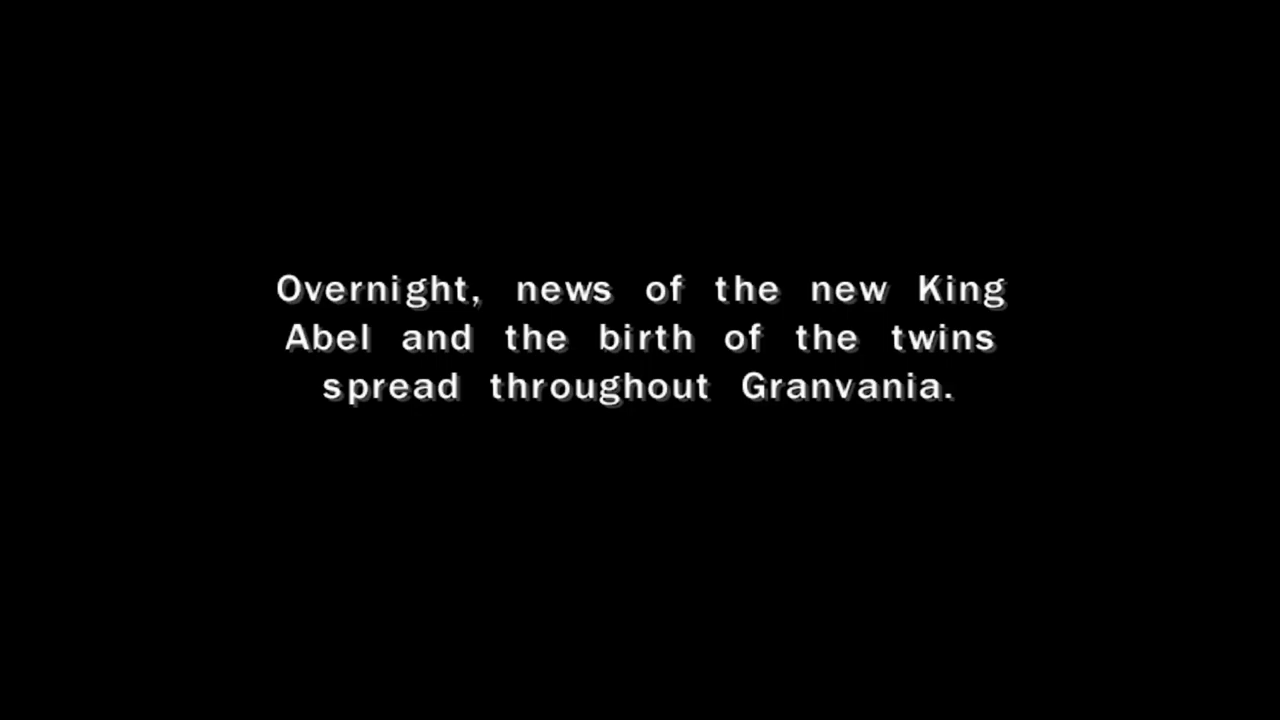 Overnight, news of the new King
Abel and the birth of the twins
spread throughout Granvania.